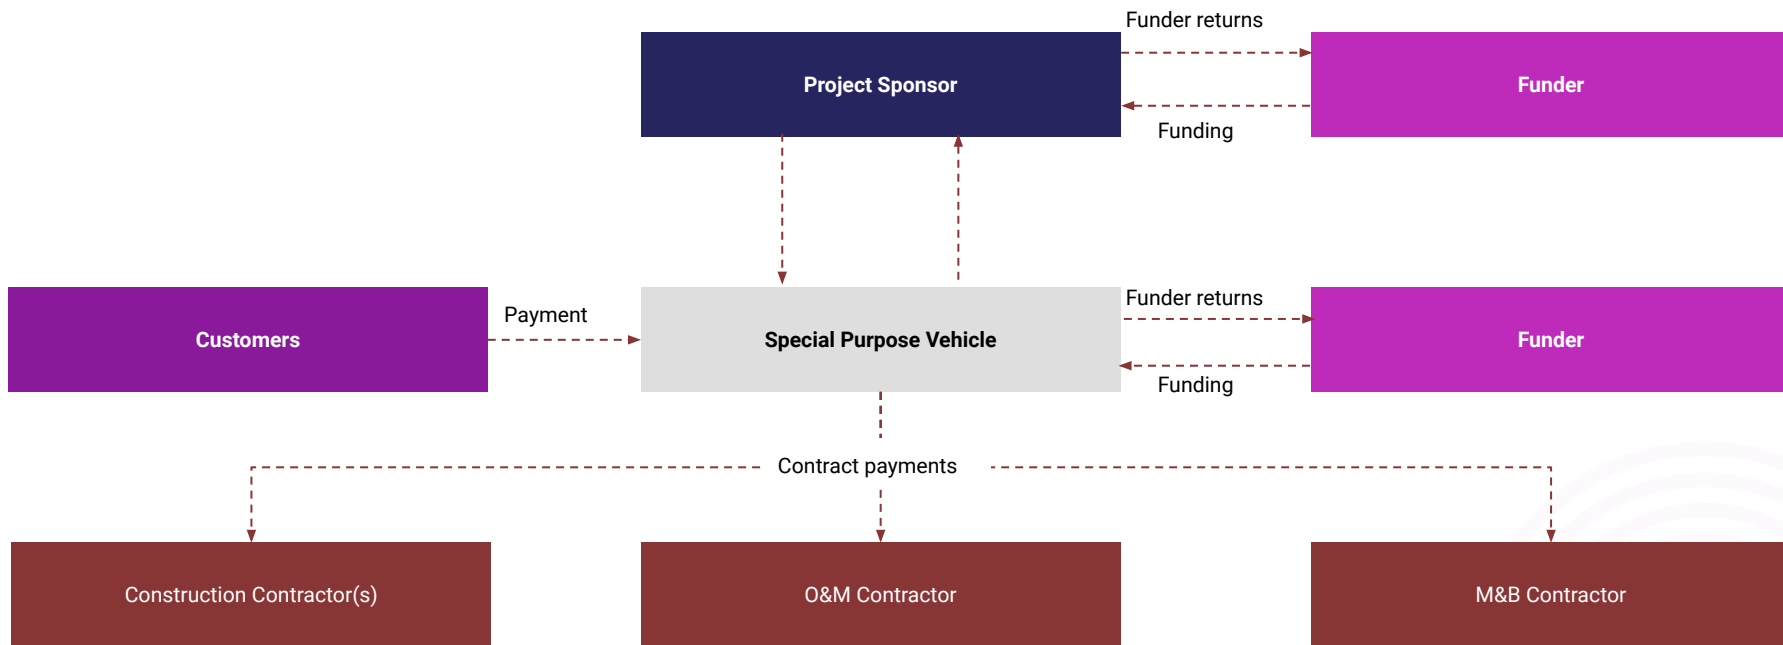 Funder returns
Project Sponsor
Funder
Funding
Funder returns
Payment
Customers
Special Purpose Vehicle
Funder
Funding
Contract payments
Construction Contractor(s)
O&M Contractor
M&B Contractor